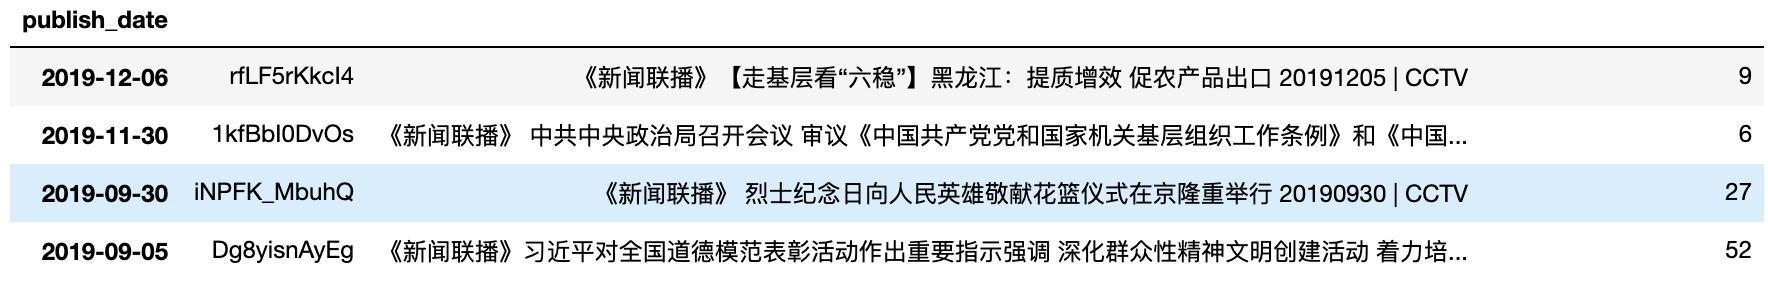 publish_date
2019-12-06 rfLF5rKkcI4 《新闻联播》【走基层看“六稳”】黑龙江：提质增效 促农产品出口 20191205 | CCTV 9
2019-11-30 1kfBbI0DvOs 《新闻联播》 中共中央政治局召开会议 审议《中国共产党党和国家机关基层组织工作条例》和《中国... 6
2019-09-30 iNPFK_MbuhQ 《新闻联播》 烈士纪念日向人民英雄敬献花篮仪式在京隆重举行 20190930 | CCTV 27
2019-09-05 Dg8yisnAyEg 《新闻联播》习近平对全国道德模范表彰活动作出重要指示强调 深化群众性精神文明创建活动 着力培... 52